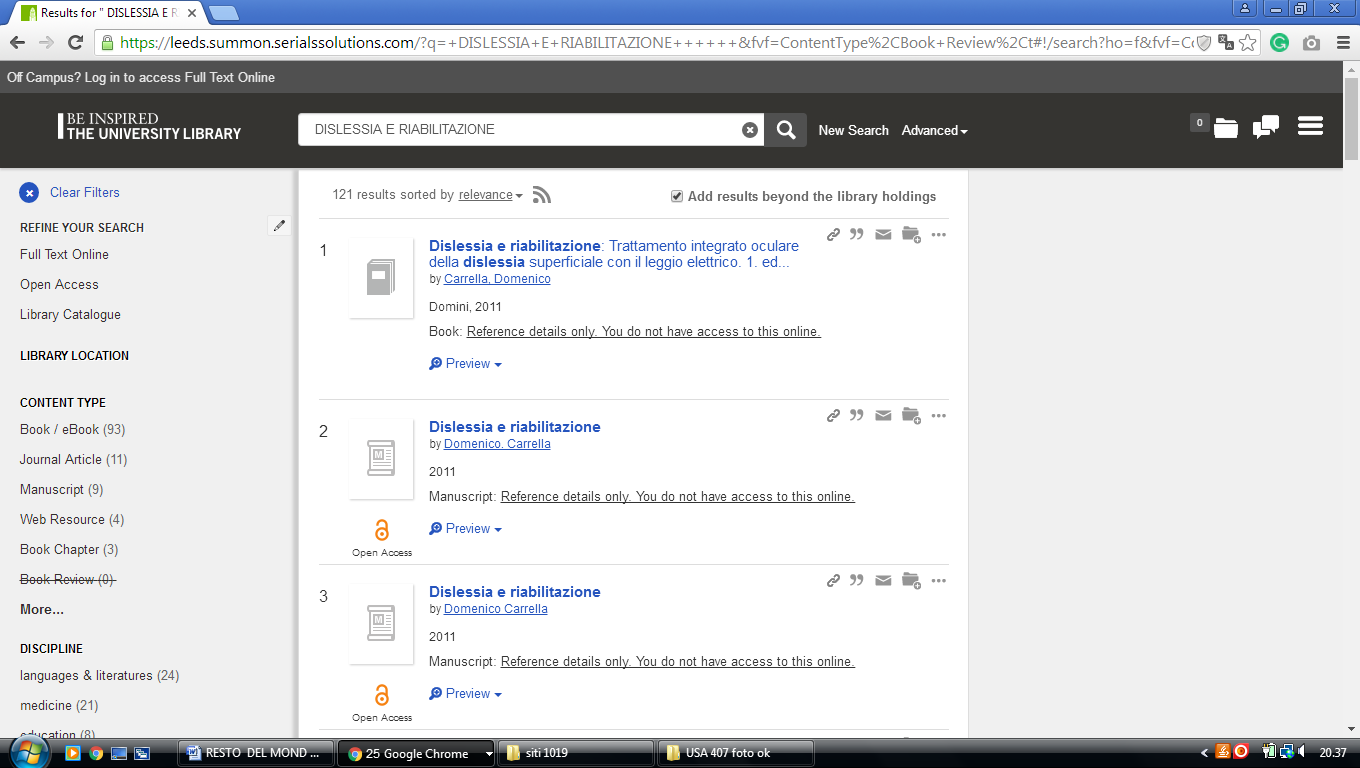 Results for " DISLESSIA E R
https://leeds.summon.serialssolutions.com/?q=+DISLESSIA+E+RIABILITAZIONE++++++&fvf=ContentType%2CBook+Review%2Ct#!/search?ho=f&fvf=Co
Off Campus? Log in to access Full Text Online
BE INSPIRED
THE UNIVERSITY LIBRARY
DISLESSIA E RIABILITAZIONE
New Search
Advanced
0
Clear Filters
REFINE YOUR SEARCH
Full Text Online
Open Access
Library Catalogue
LIBRARY LOCATION
CONTENT TYPE
Book / eBook (93)
Journal Article (11)
Manuscript (9)
Web Resource (4)
Book Chapter (3)
Book Review (0)
More...
DISCIPLINE
languages & literatures (24)
medicine (21)
education (8)
121 results sorted by relevance
Add results beyond the library holdings
1
Dislessia e riabilitazione: Trattamento integrato oculare
della dislessia superficiale con il leggio elettrico. 1. ed...
by Carrella, Domenico
Domini, 2011
Book: Reference details only. You do not have access to this online.
Preview
2
Dislessia e riabilitazione
by Domenico. Carrella
2011
Manuscript: Reference details only. You do not have access to this online.
Preview
Open Access
3
Dislessia e riabilitazione
by Domenico Carrella
2011
Manuscript: Reference details only. You do not have access to this online.
Preview
Open Access
RESTO DEL MOND ...
25 Google Chrome
siti 1019
USA 407 foto ok
20.37